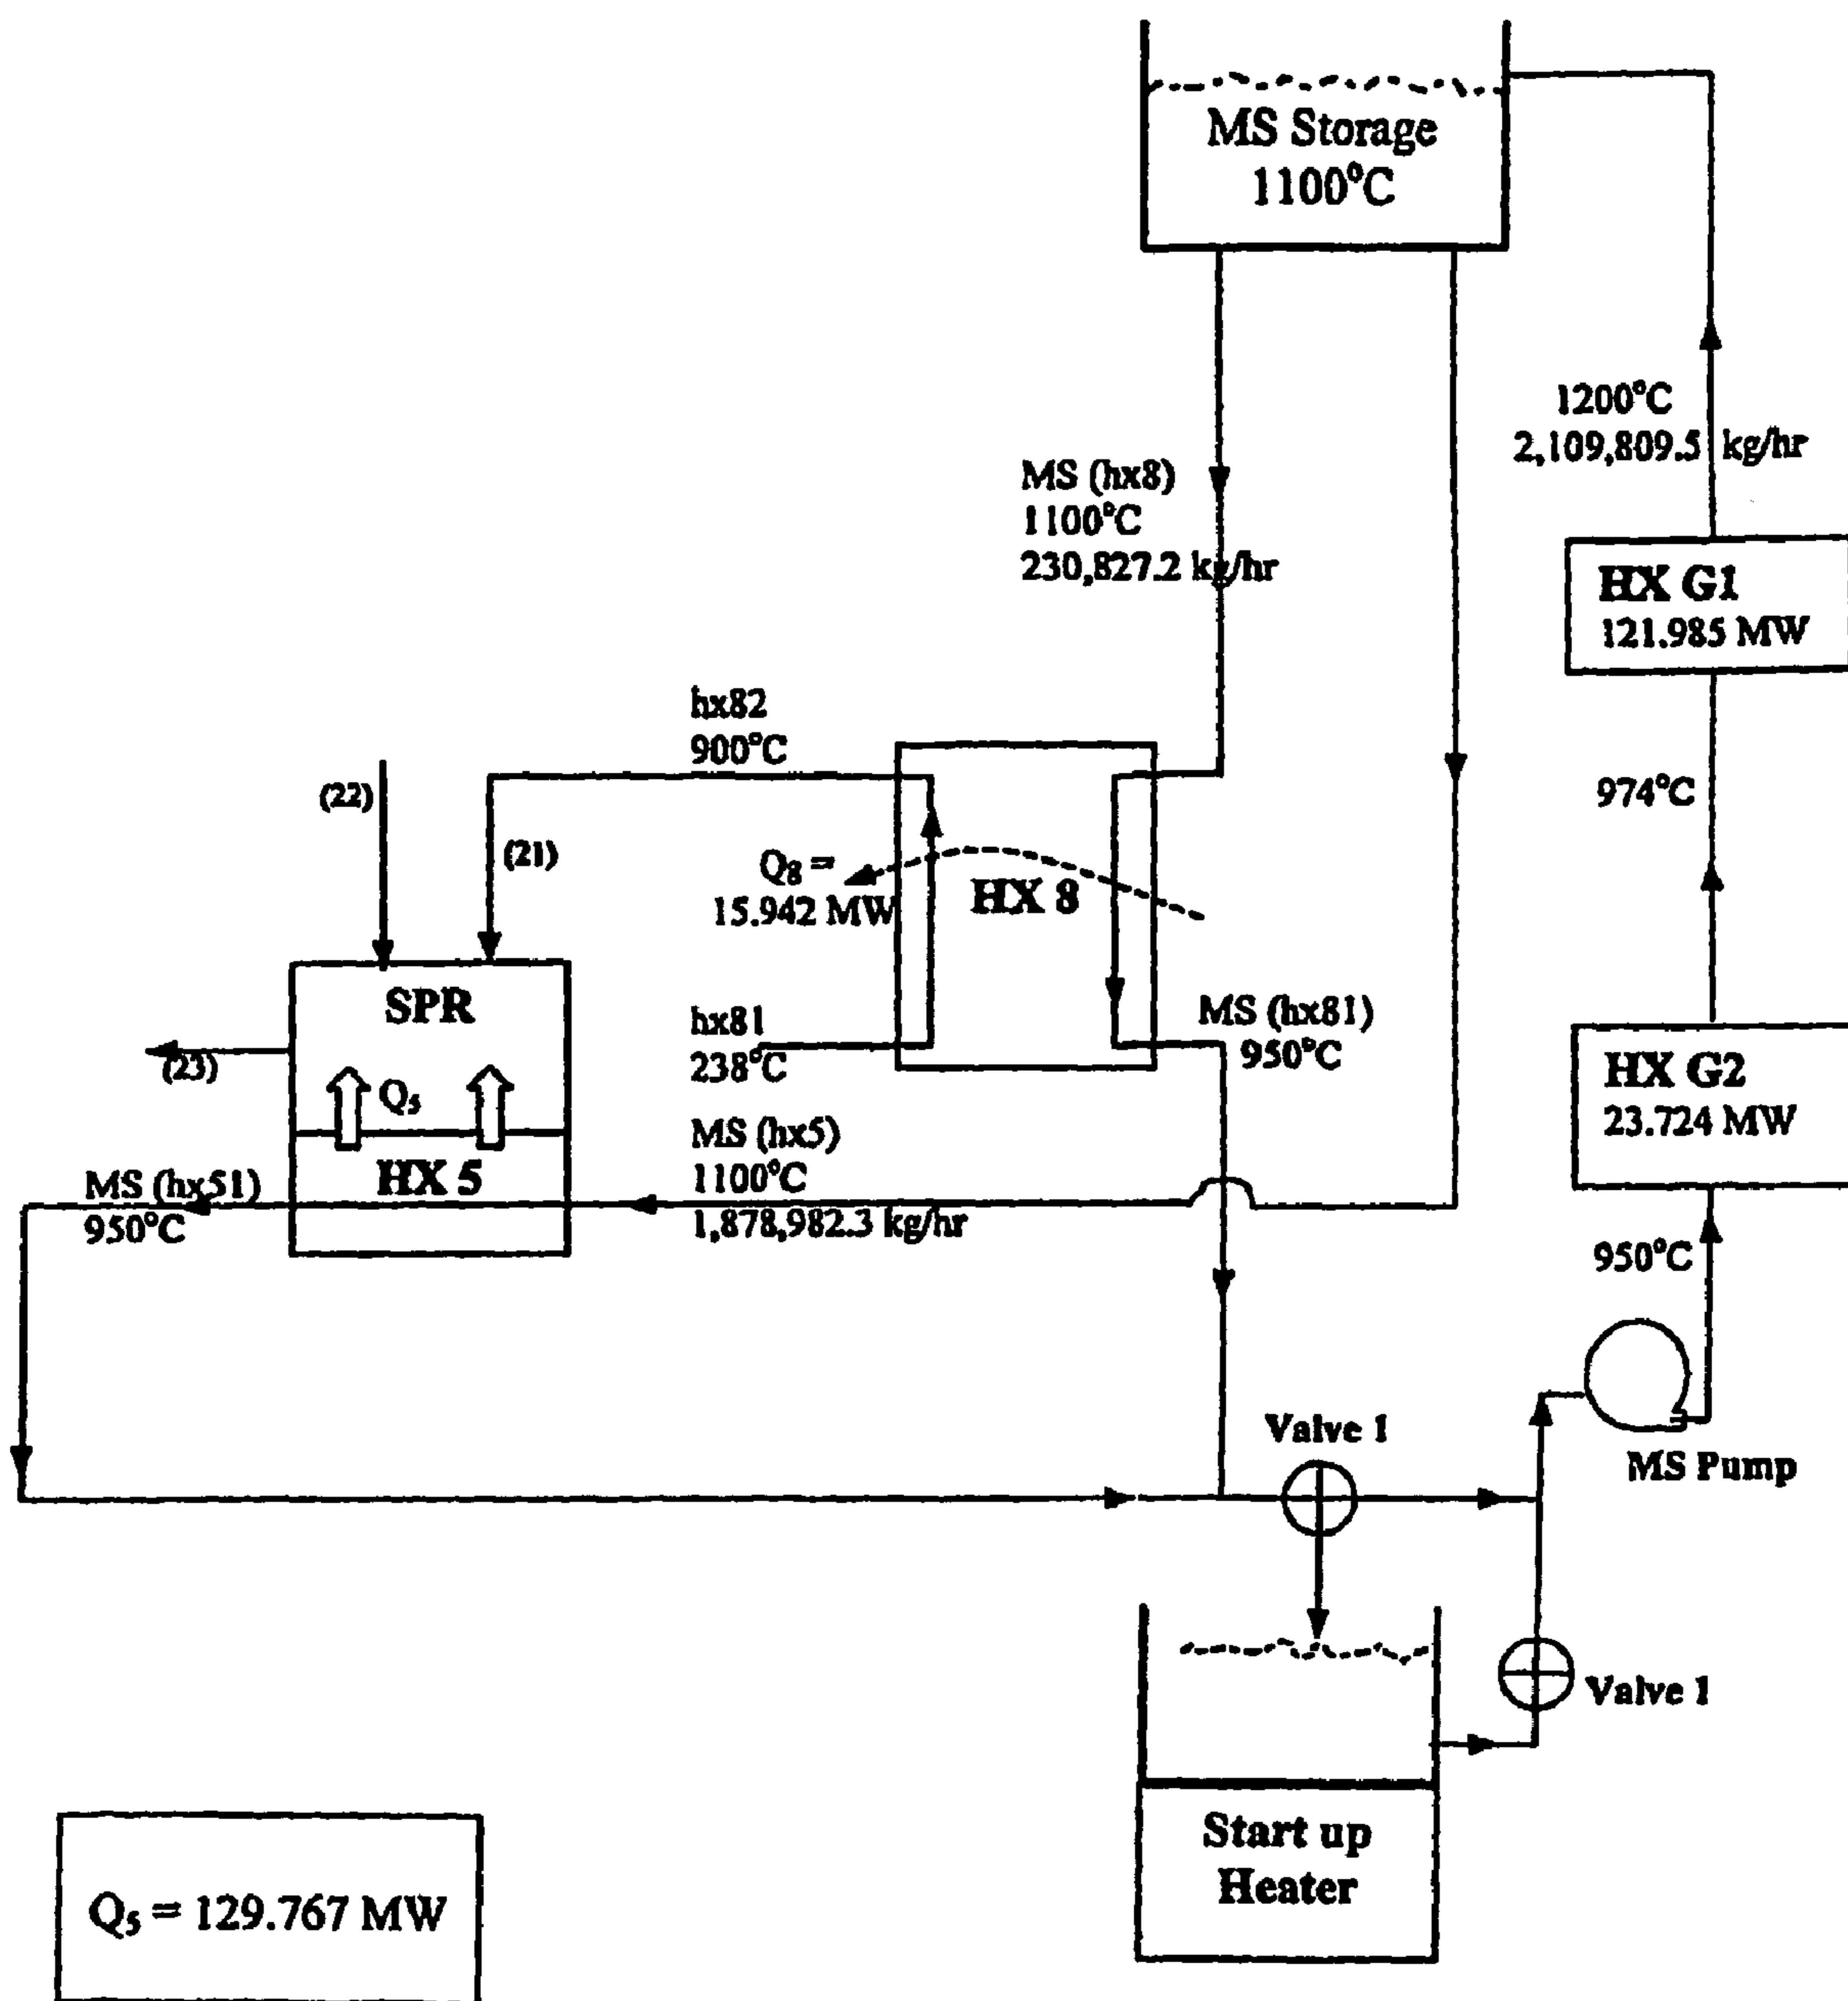 MS Storage
1100°C
1200°C
2,109,809.5 kg/hr
MS (hx8)
1100°C
230,827.2 kg/hr
HX G1
121.985 MW
hx82
900°C
(22)
(21)
974°C
Q8 =
15.942 MW
HX 8
SPR
hx81
238°C
MS (hx81)
950°C
HX G2
23.724 MW
(23)
Q5
MS (hx5)
1100°C
1,878,982.3 kg/hr
HX 5
MS (hx51)
950°C
950°C
Valve 1
MS Pump
Valve 1
Start up
Heater
Q5 = 129.767 MW